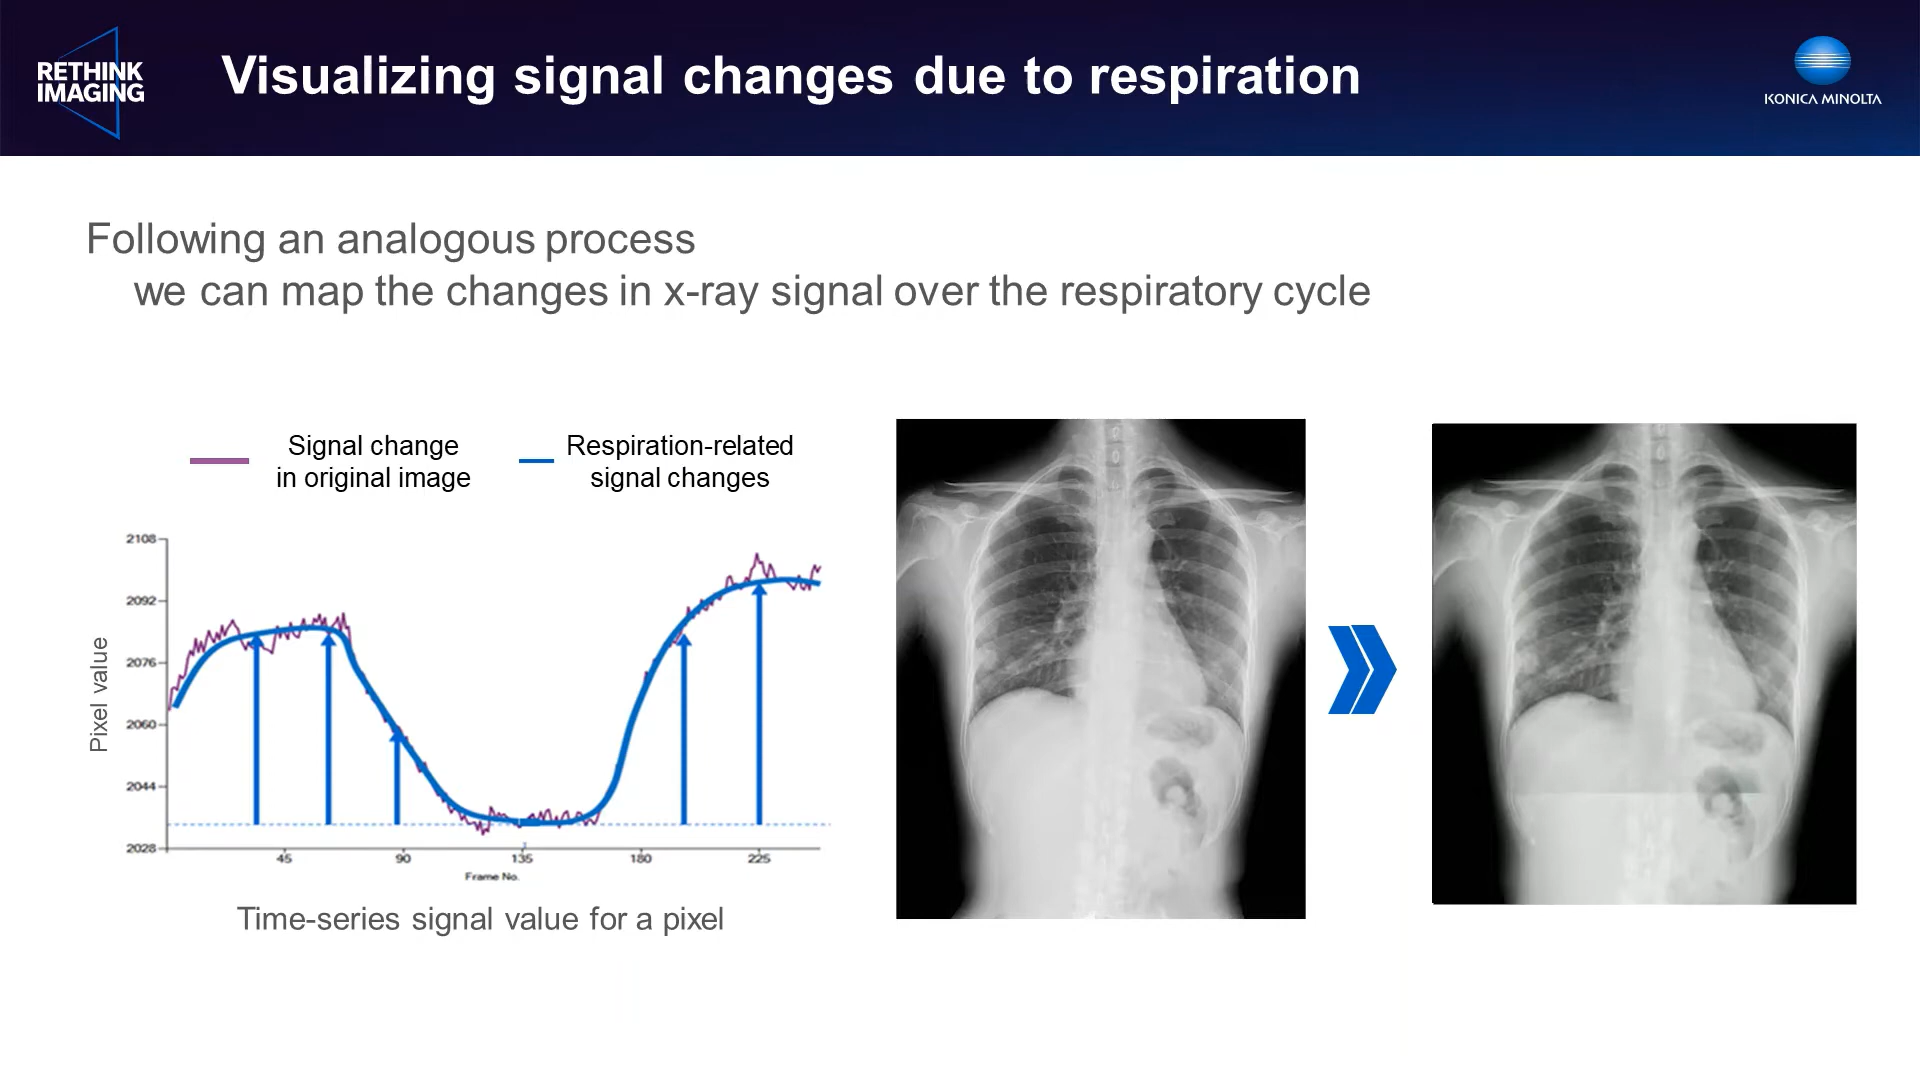 RETHINK
IMAGING
Visualizing signal changes due to respiration
KONICA MINOLTA
Following an analogous process
we can map the changes in x-ray signal over the respiratory cycle
Signal change
in original image
Respiration-related
signal changes
Pixel value
2108
2092
2076
2060
2044
2028
45
90
135
180
225
Frame No.
Time-series signal value for a pixel